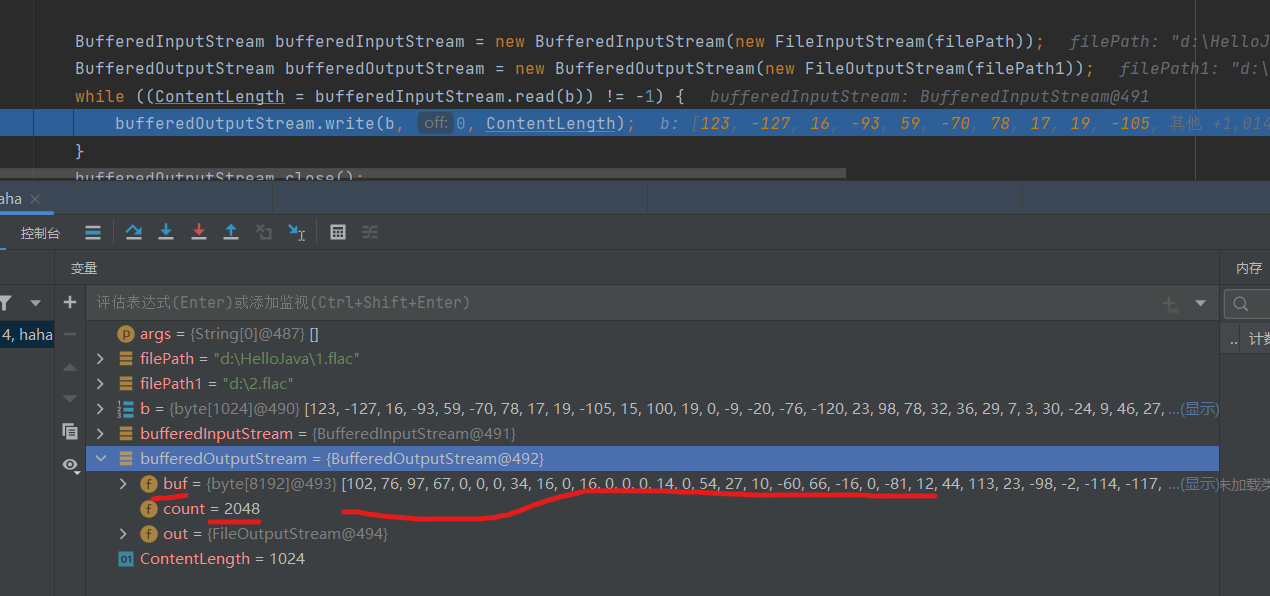 BufferedInputStream bufferedInputStream = new BufferedInputStream(new FileInputStream(filePath)); filePath: "d:\HelloJ
BufferedOutputStream bufferedOutputStream = new BufferedOutputStream(new FileOutputStream(filePath1)); filePath1: "d:\
while ((ContentLength = bufferedInputStream.read(b)) != -1) { bufferedInputStream: BufferedInputStream@491
bufferedOutputStream.write(b, off: 0, ContentLength); b: [123, -127, 16, -93, 59, -70, 78, 17, 19, -105, 其他 +1,014
}
bufferedOutputStream.close();
aha
控制台
变量
内存
评估表达式(Enter)或添加监视(Ctrl+Shift+Enter)
4, haha
p args = {String[0]@487} []
.. 计数
filePath = "d:\HelloJava\1.flac"
filePath1 = "d:\2.flac"
b = {byte[1024]@490} [123, -127, 16, -93, 59, -70, 78, 17, 19, -105, 15, 100, 19, 0, -9, -20, -76, -120, 23, 98, 78, 32, 36, 29, 7, 3, 30, -24, 9, 46, 27, ...(显示)
bufferedInputStream = {BufferedInputStream@491}
bufferedOutputStream = {BufferedOutputStream@492}
f buf = {byte[8192]@493} [102, 76, 97, 67, 0, 0, 0, 34, 16, 0, 16, 0, 0, 0, 14, 0, 54, 27, 10, -60, 66, -16, 0, -81, 12, 44, 113, 23, -98, -2, -114, -117, ...(显示)未加载类
f count = 2048
f out = {FileOutputStream@494}
01 ContentLength = 1024